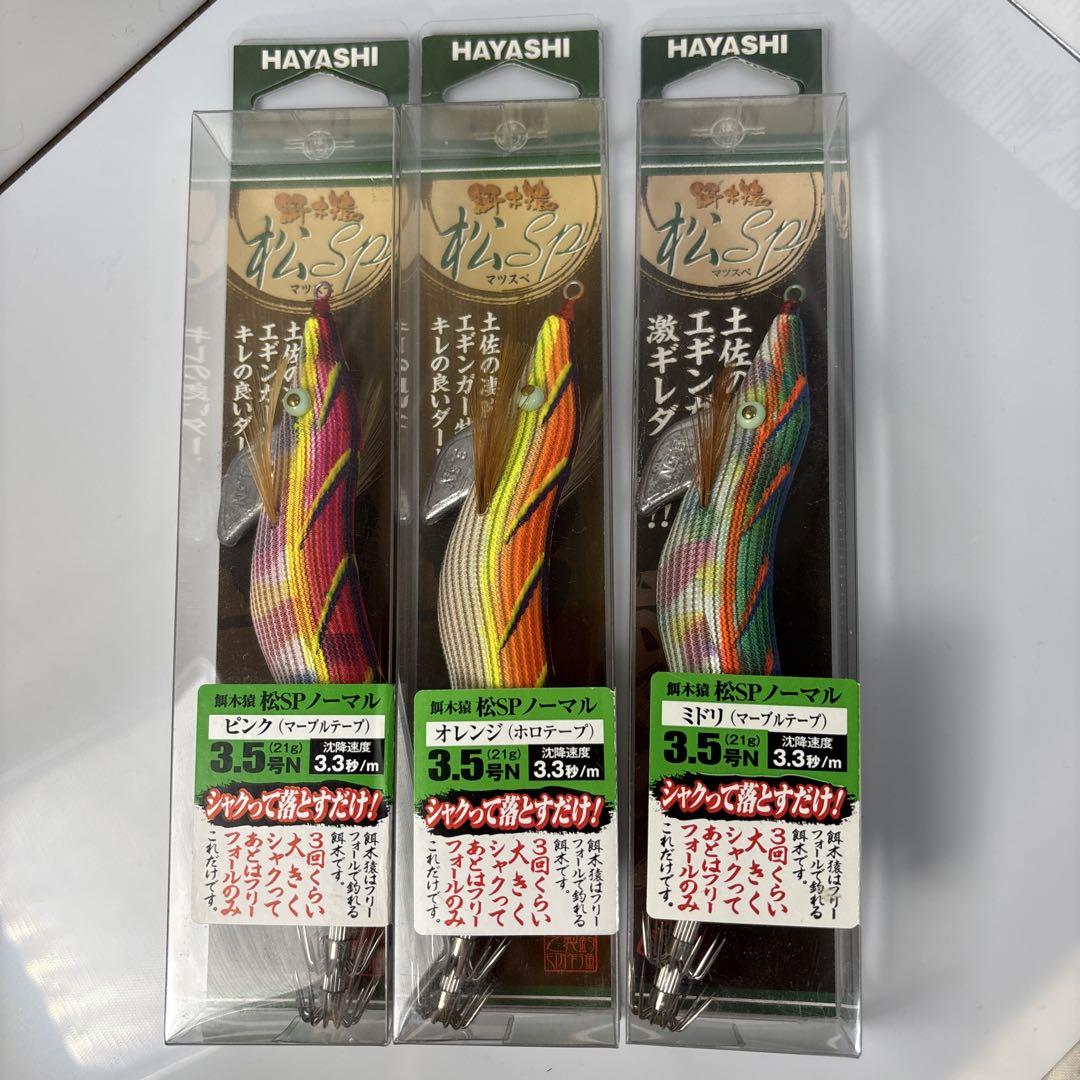 HAYASHI
餌木猿
松SP
マツスペ
土佐の
エギンガー
キレの良いダー
餌木猿 松SPノーマル
ピンク(マーブルテープ)
3.5号N
(21g)
沈降速度
3.3秒/m
シャクって落とすだけ!
餌木猿はフリー
フォールで釣れる
餌木です。
3回くらい
大きく
シャクって
あとはフリー
フォールのみ
これだけです。
HAYASHI
餌木猿
松SP
マツスペ
土佐の凄
エギンガー
キレの良いダー
餌木猿 松SPノーマル
オレンジ(ホロテープ)
3.5号N
(21g)
沈降速度
3.3秒/m
シャクって落とすだけ!
餌木猿はフリー
フォールで釣れる
餌木です。
3回くらい
大きく
シャクって
あとはフリー
フォールのみ
これだけです。
HAYASHI
餌木猿
松SP
マツスペ
土佐の
エギンガ
激ギレダ
!!
餌木猿 松SPノーマル
ミドリ(マーブルテープ)
3.5号N
(21g)
沈降速度
3.3秒/m
シャクって落とすだけ!
餌木猿はフリー
フォールで釣れる
餌木です。
3回くらい
大きく
シャクって
あとはフリー
フォールのみ
これだけです。